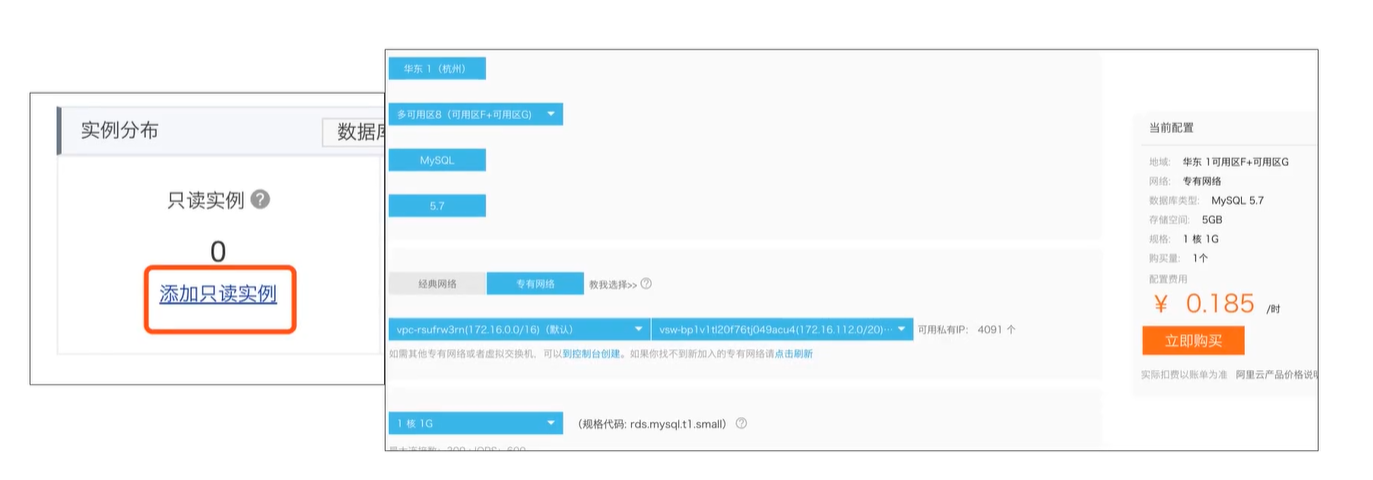 实例分布
数据库
只读实例
0
添加只读实例
华东 1（杭州）
多可用区8（可用区F+可用区G）
MySQL
5.7
经典网络 专有网络 教我选择>>
vpc-rsufrw3rn(172.16.0.0/16)（默认） vsw-bp1v1tl20f76tj049acu4(172.16.112.0/20)··· 可用私有IP: 4091 个
如需其他专有网络或者虚拟交换机，可以到控制台创建。如果你找不到新加入的专有网络请点击刷新
1 核 1G （规格代码: rds.mysql.t1.small）
当前配置
地域: 华东 1可用区F+可用区G
网络: 专有网络
数据库类型: MySQL 5.7
存储空间: 5GB
规格: 1 核 1G
购买量: 1个
配置费用
¥ 0.185 /时
立即购买
实际扣费以账单为准 阿里云产品价格说